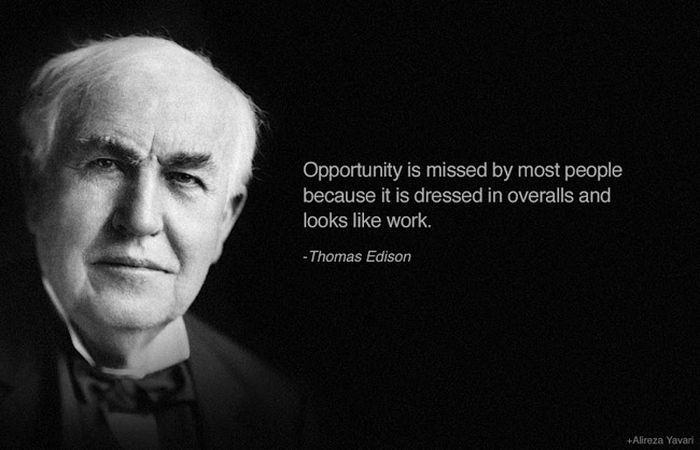 Opportunity is missed by most people
because it is dressed in overalls and
looks like work.
-Thomas Edison
+Alireza Yavari